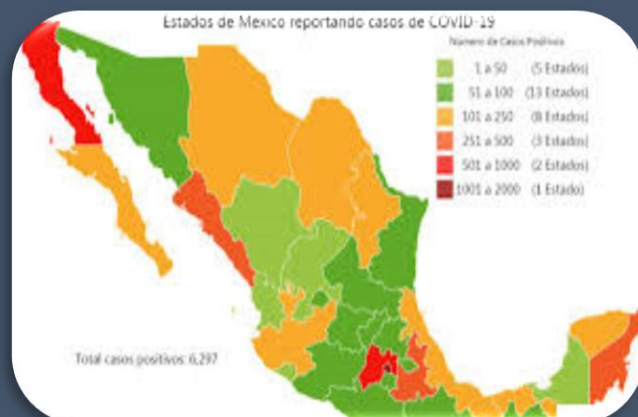 Estados de Mexico reportando casos de COVID-19
Número de Casos Positivos
1 a 50 (5 Estados)
51 a 100 (13 Estados)
101 a 250 (8 Estados)
251 a 500 (3 Estados)
501 a 1000 (2 Estados)
1001 a 2000 (1 Estado)
Total casos positivos: 6,297